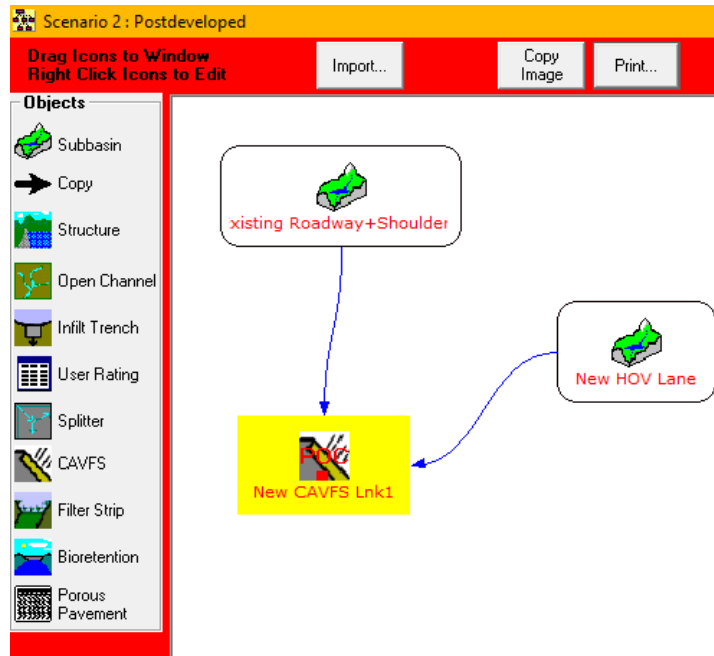 Scenario 2 : Postdeveloped
Drag Icons to Window
Right Click Icons to Edit
Import...
Copy
Image
Print...
Objects
Subbasin
Copy
Structure
Open Channel
Infilt Trench
User Rating
Splitter
CAVFS
Filter Strip
Bioretention
Porous
Pavement
xisting Roadway+Shoulder
New HOV Lane
POC
New CAVFS Lnk1